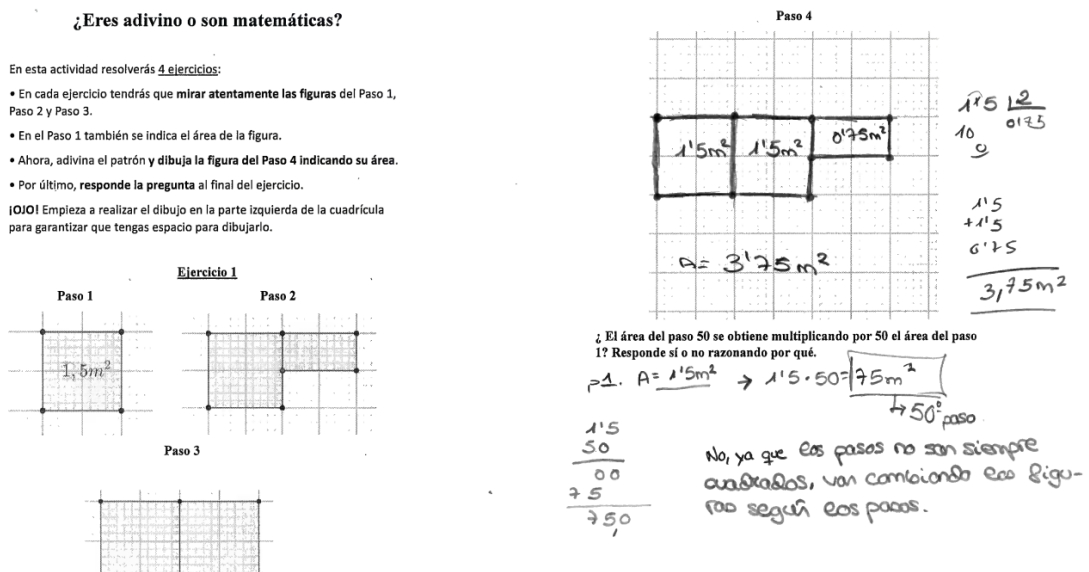 ¿Eres adivino o son matemáticas?
En esta actividad resolverás 4 ejercicios:
• En cada ejercicio tendrás que mirar atentamente las figuras del Paso 1,
Paso 2 y Paso 3.
• En el Paso 1 también se indica el área de la figura.
• Ahora, adivina el patrón y dibuja la figura del Paso 4 indicando su área.
• Por último, responde la pregunta al final del ejercicio.
¡OJO! Empieza a realizar el dibujo en la parte izquierda de la cuadrícula
para garantizar que tengas espacio para dibujarlo.
Ejercicio 1
Paso 1
Paso 2
1, 5m²
Paso 3
Paso 4
1'5m² 1'5m² 0'75m²
A= 3'75m²
1'5 2
10 0'75
0
1'5
+1'5
0'75
3,75m²
¿ El área del paso 50 se obtiene multiplicando por 50 el área del paso
1? Responde sí o no razonando por qué.
P1. A= 1'5m² → 1'5·50=75m²
↳ 50º paso
1'5
50
00
75
75,0
No, ya que los pasos no son siempre
cuadrados, van cambiando las figu-
ras según los pasos.